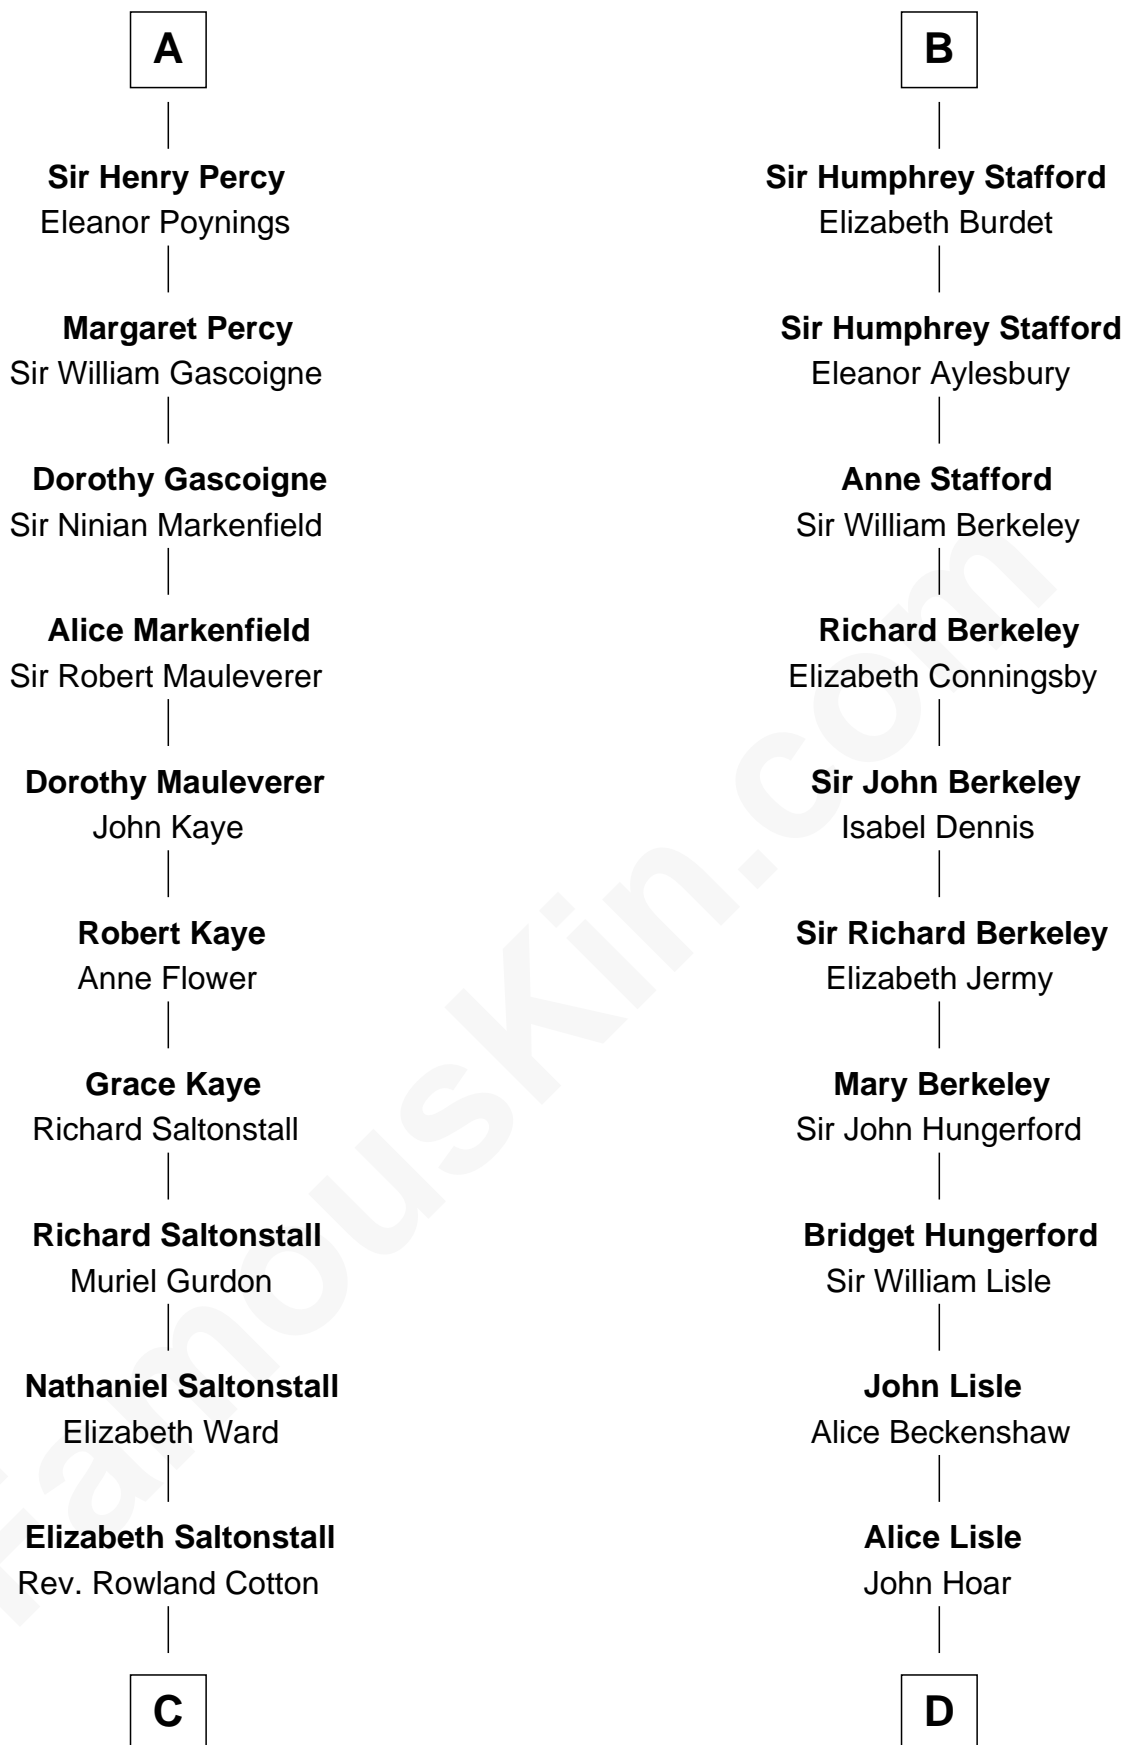 A
Sir Henry Percy
Eleanor Poynings
Margaret Percy
Sir William Gascoigne
Dorothy Gascoigne
Sir Ninian Markenfield
Alice Markenfield
Sir Robert Mauleverer
Dorothy Mauleverer
John Kaye
Robert Kaye
Anne Flower
Grace Kaye
Richard Saltonstall
Richard Saltonstall
Muriel Gurdon
Nathaniel Saltonstall
Elizabeth Ward
Elizabeth Saltonstall
Rev. Rowland Cotton
C
B
Sir Humphrey Stafford
Elizabeth Burdet
Sir Humphrey Stafford
Eleanor Aylesbury
Anne Stafford
Sir William Berkeley
Richard Berkeley
Elizabeth Conningsby
Sir John Berkeley
Isabel Dennis
Sir Richard Berkeley
Elizabeth Jermy
Mary Berkeley
Sir John Hungerford
Bridget Hungerford
Sir William Lisle
John Lisle
Alice Beckenshaw
Alice Lisle
John Hoar
D
FamousKin.com